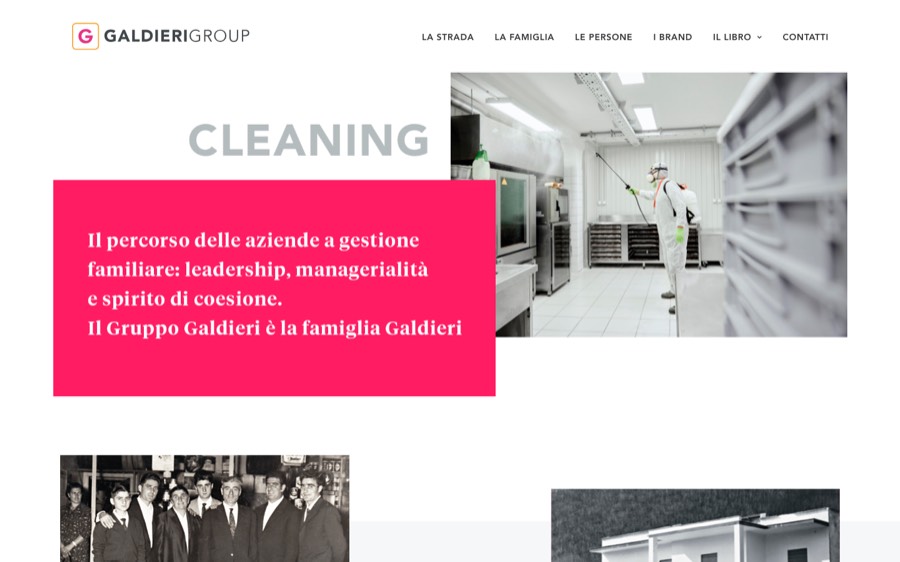 G GALDIERIGROUP
LA STRADA
LA FAMIGLIA
LE PERSONE
I BRAND
IL LIBRO
CONTATTI
CLEANING
Il percorso delle aziende a gestione
familiare: leadership, managerialità
e spirito di coesione.
Il Gruppo Galdieri è la famiglia Galdieri